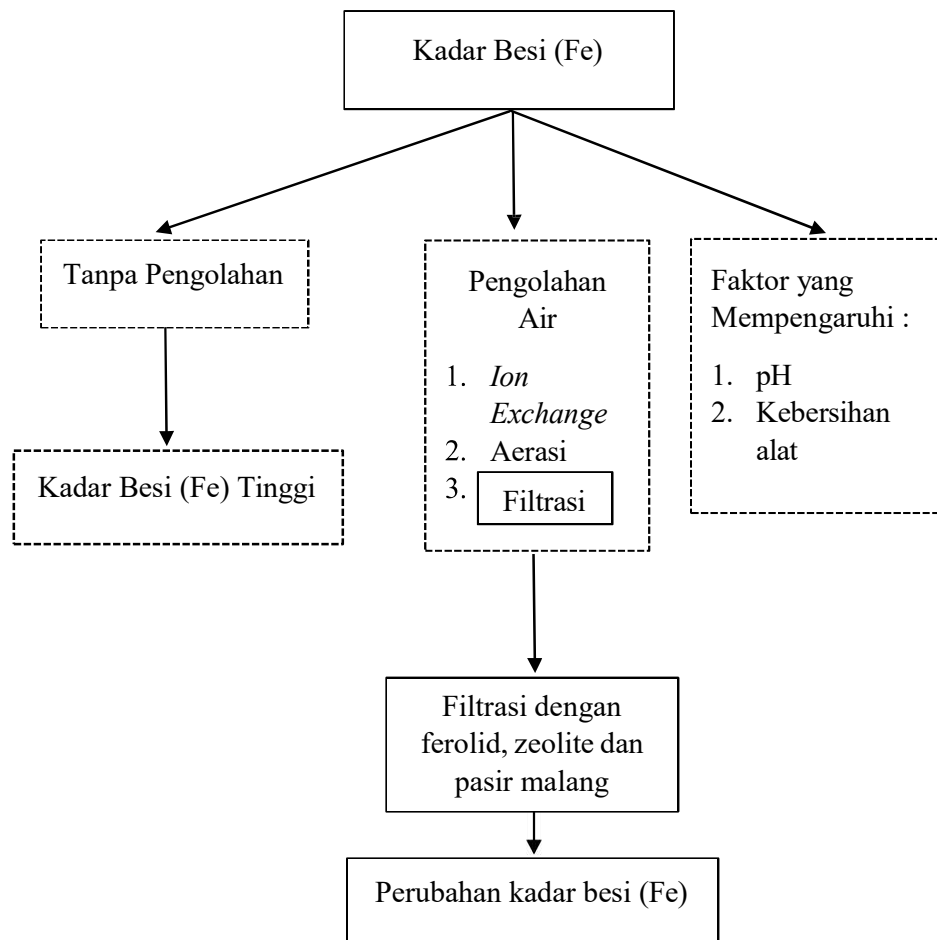 Kadar Besi (Fe)
Tanpa Pengolahan
Kadar Besi (Fe) Tinggi
Pengolahan
Air
1. Ion
Exchange
2. Aerasi
3. Filtrasi
Faktor yang
Mempengaruhi :
1. pH
2. Kebersihan
alat
Filtrasi dengan
ferolid, zeolite dan
pasir malang
Perubahan kadar besi (Fe)